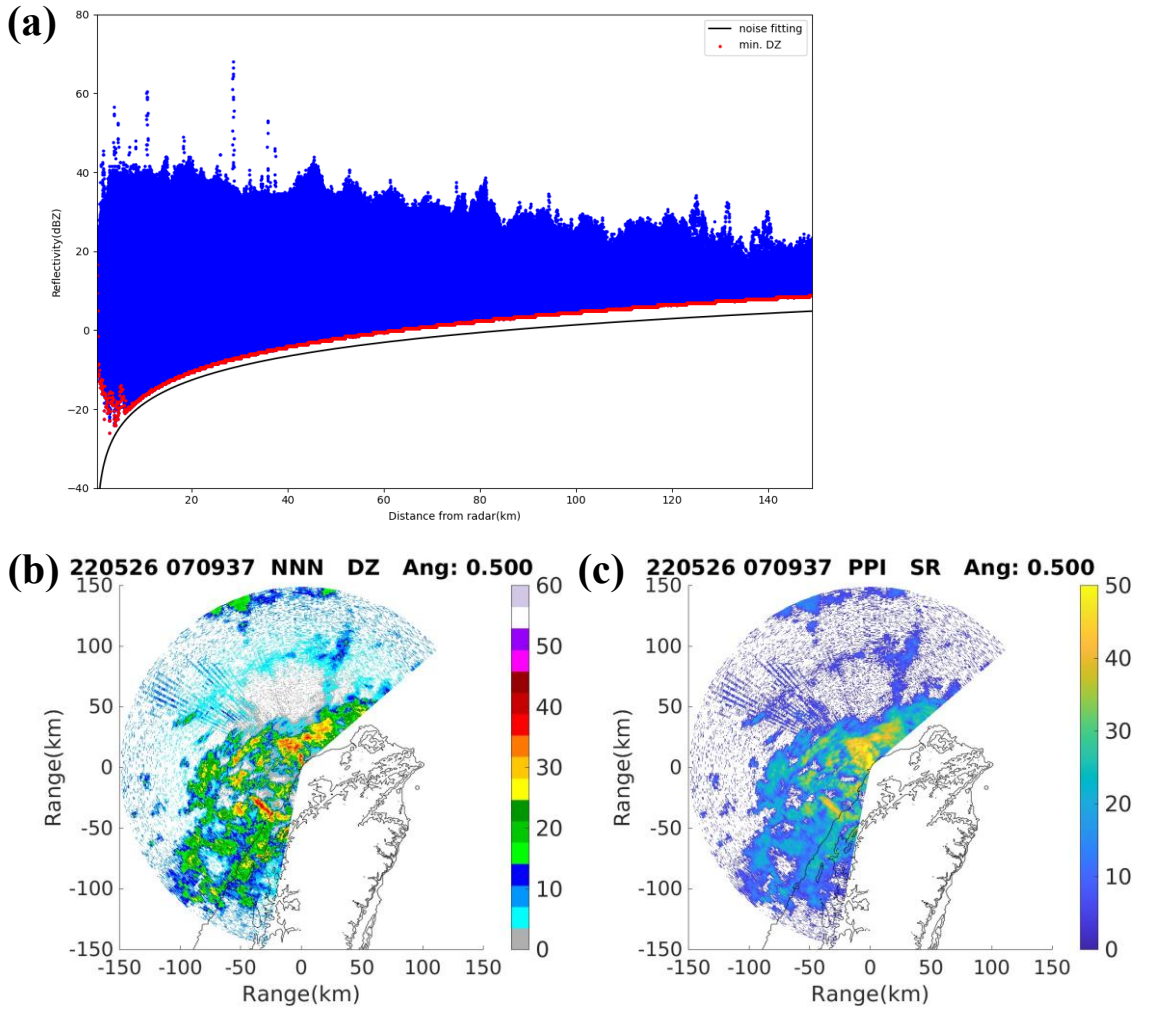 (a)
80
60
40
20
0
−20
−40
Reflectivity(dBZ)
noise fitting
min. DZ
20 40 60 80 100 120 140
Distance from radar(km)
(b) 220526 070937 NNN DZ Ang: 0.500
150
100
50
0
-50
-100
-150
Range(km)
-150 -100 -50 0 50 100 150
Range(km)
60
50
40
30
20
10
0
(c) 220526 070937 PPI SR Ang: 0.500
150
100
50
0
-50
-100
-150
Range(km)
-150 -100 -50 0 50 100 150
Range(km)
50
40
30
20
10
0